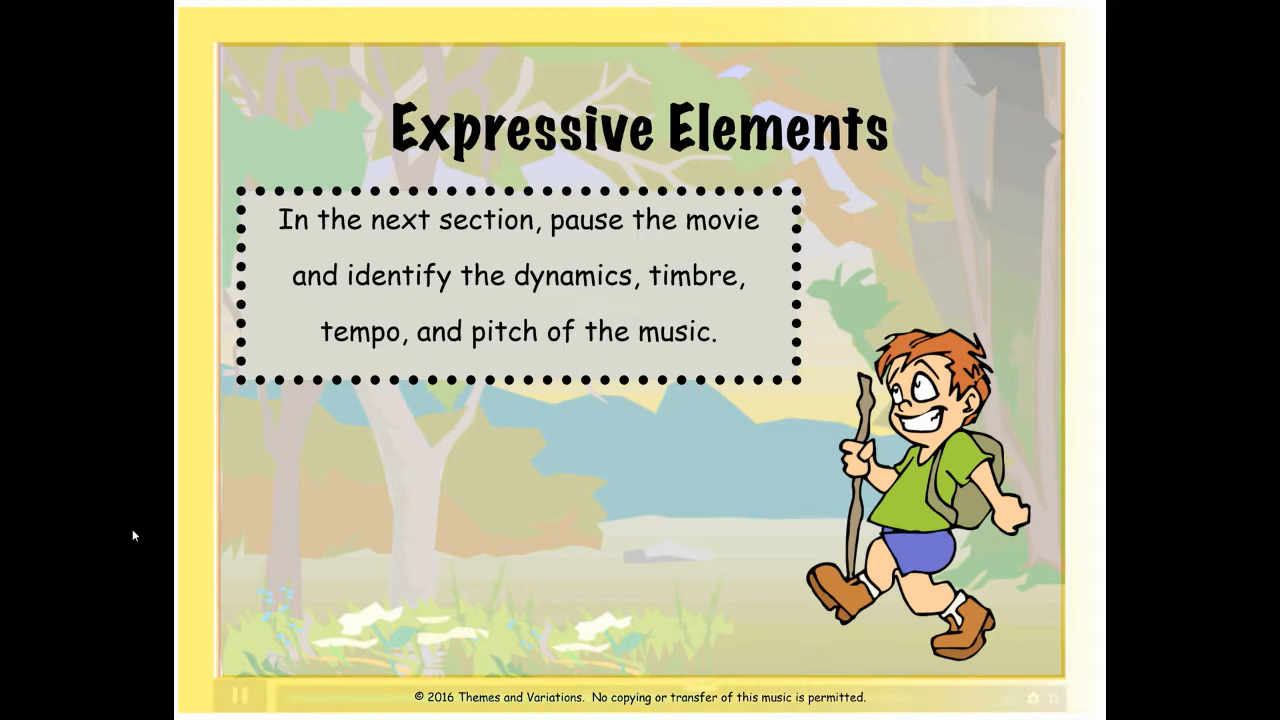 Expressive Elements
In the next section, pause the movie
and identify the dynamics, timbre,
tempo, and pitch of the music.
© 2016 Themes and Variations. No copying or transfer of this music is permitted.